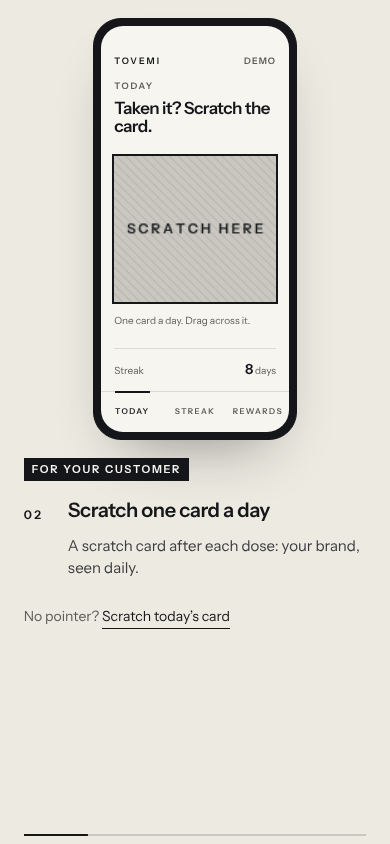 TOVEMI DEMO
TODAY
Taken it? Scratch the
card.
SCRATCH HERE
One card a day. Drag across it.
Streak 8 days
TODAY STREAK REWARDS
FOR YOUR CUSTOMER
02 Scratch one card a day
A scratch card after each dose: your brand,
seen daily.
No pointer? Scratch today’s card